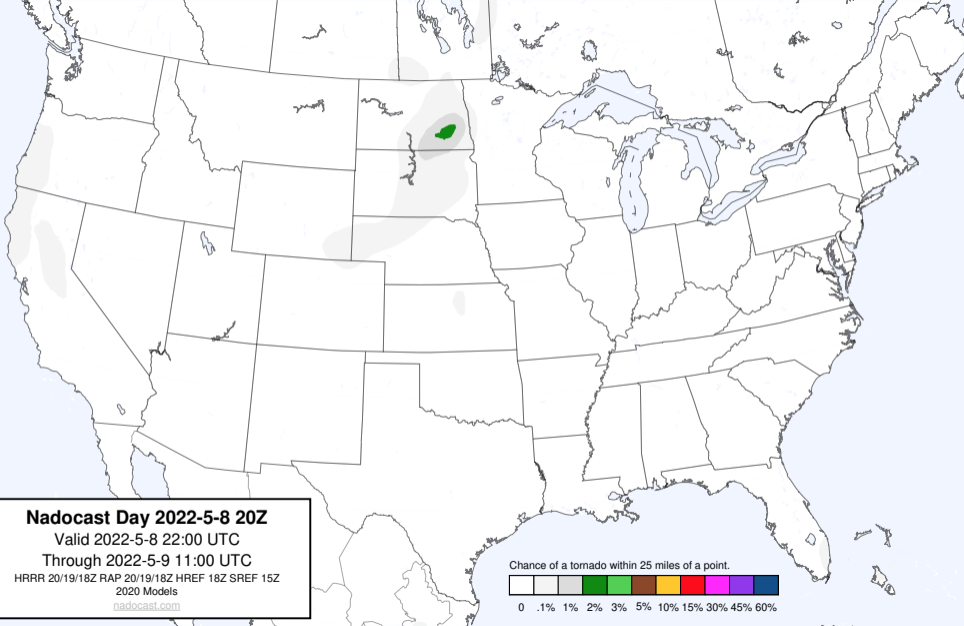 Nadocast Day 2022-5-8 20Z
Valid 2022-5-8 22:00 UTC
Through 2022-5-9 11:00 UTC
HRRR 20/19/18Z RAP 20/19/18Z HREF 18Z SREF 15Z
2020 Models
nadocast.com
Chance of a tornado within 25 miles of a point.
0 .1% 1% 2% 3% 5% 10% 15% 30% 45% 60%